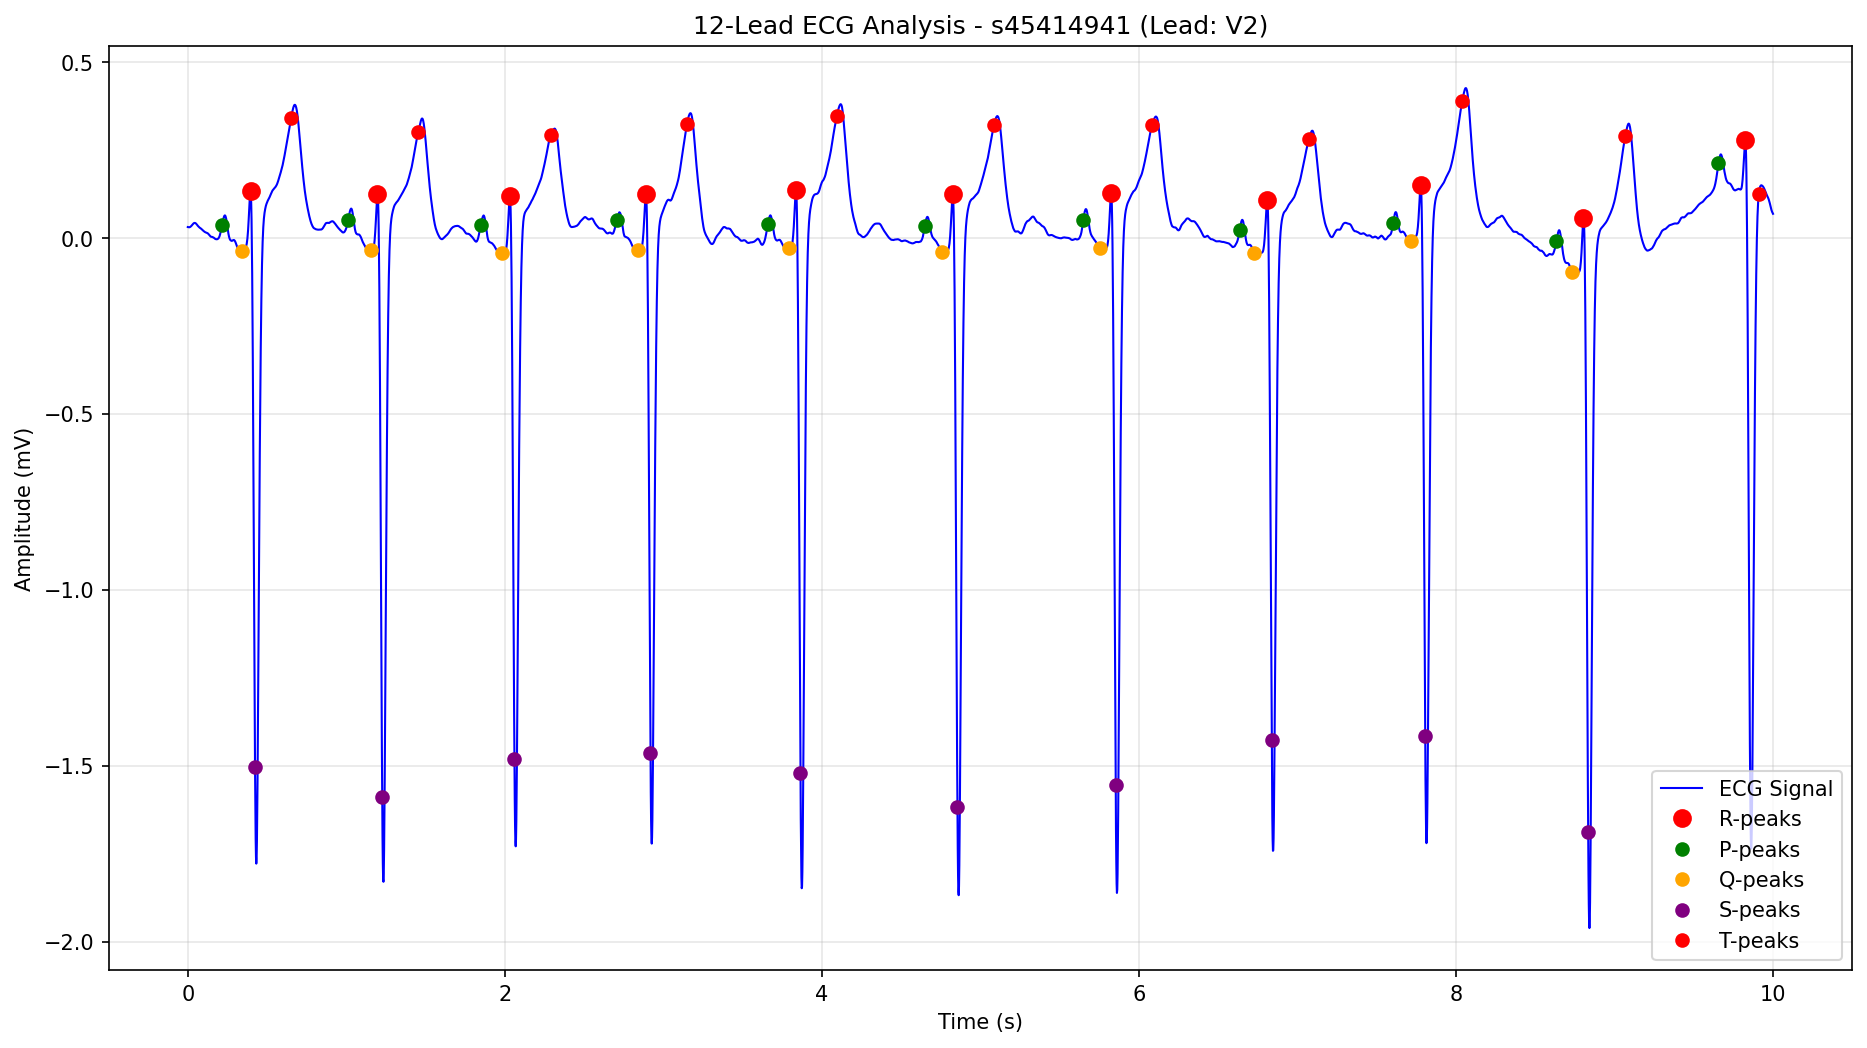 12-Lead ECG Analysis - s45414941 (Lead: V2)
0.5
0.0
−0.5
−1.0
−1.5
−2.0
Amplitude (mV)
0 2 4 6 8 10
Time (s)
ECG Signal
R-peaks
P-peaks
Q-peaks
S-peaks
T-peaks